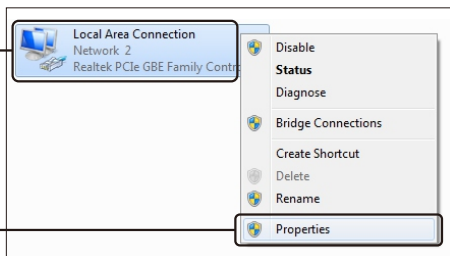 Local Area Connection
Network 2
Realtek PCIe GBE Family
Disable
Status
Diagnose
Bridge Connections
Create Shortcut
Delete
Rename
Properties